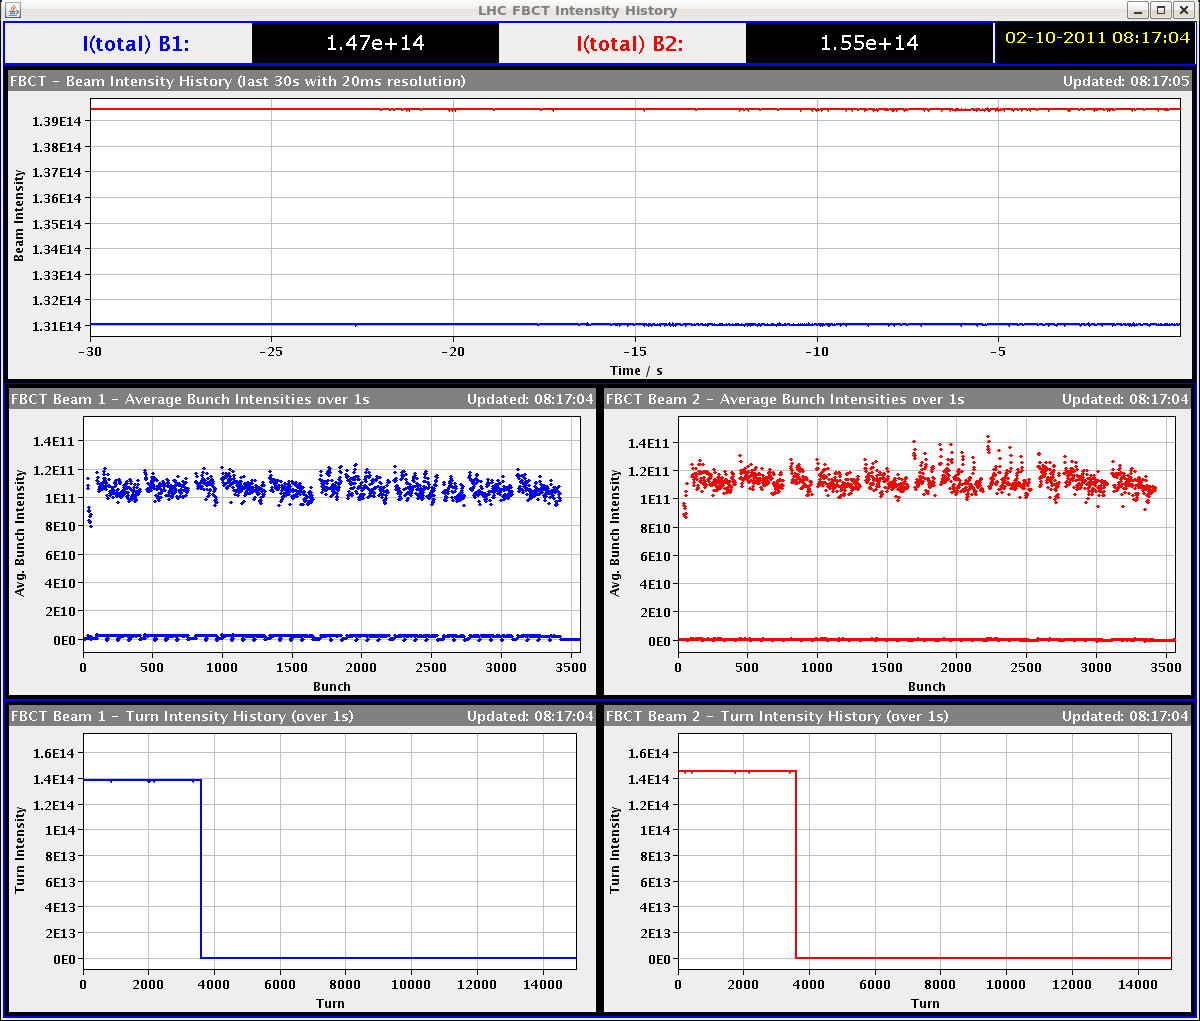 LHC FBCT Intensity History
I(total) B1: 1.47e+14 I(total) B2: 1.55e+14 02-10-2011 08:17:04
FBCT - Beam Intensity History (last 30s with 20ms resolution) Updated: 08:17:05
Beam Intensity
1.39E14
1.38E14
1.37E14
1.36E14
1.35E14
1.34E14
1.33E14
1.32E14
1.31E14
-30 -25 -20 -15 -10 -5
Time / s
FBCT Beam 1 - Average Bunch Intensities over 1s Updated: 08:17:04
Avg. Bunch Intensity
1.4E11
1.2E11
1E11
8E10
6E10
4E10
2E10
0E0
0 500 1000 1500 2000 2500 3000 3500
Bunch
FBCT Beam 2 - Average Bunch Intensities over 1s Updated: 08:17:04
Avg. Bunch Intensity
1.4E11
1.2E11
1E11
8E10
6E10
4E10
2E10
0E0
0 500 1000 1500 2000 2500 3000 3500
Bunch
FBCT Beam 1 - Turn Intensity History (over 1s) Updated: 08:17:04
Turn Intensity
1.6E14
1.4E14
1.2E14
1E14
8E13
6E13
4E13
2E13
0E0
0 2000 4000 6000 8000 10000 12000 14000
Turn
FBCT Beam 2 - Turn Intensity History (over 1s) Updated: 08:17:04
Turn Intensity
1.6E14
1.4E14
1.2E14
1E14
8E13
6E13
4E13
2E13
0E0
0 2000 4000 6000 8000 10000 12000 14000
Turn